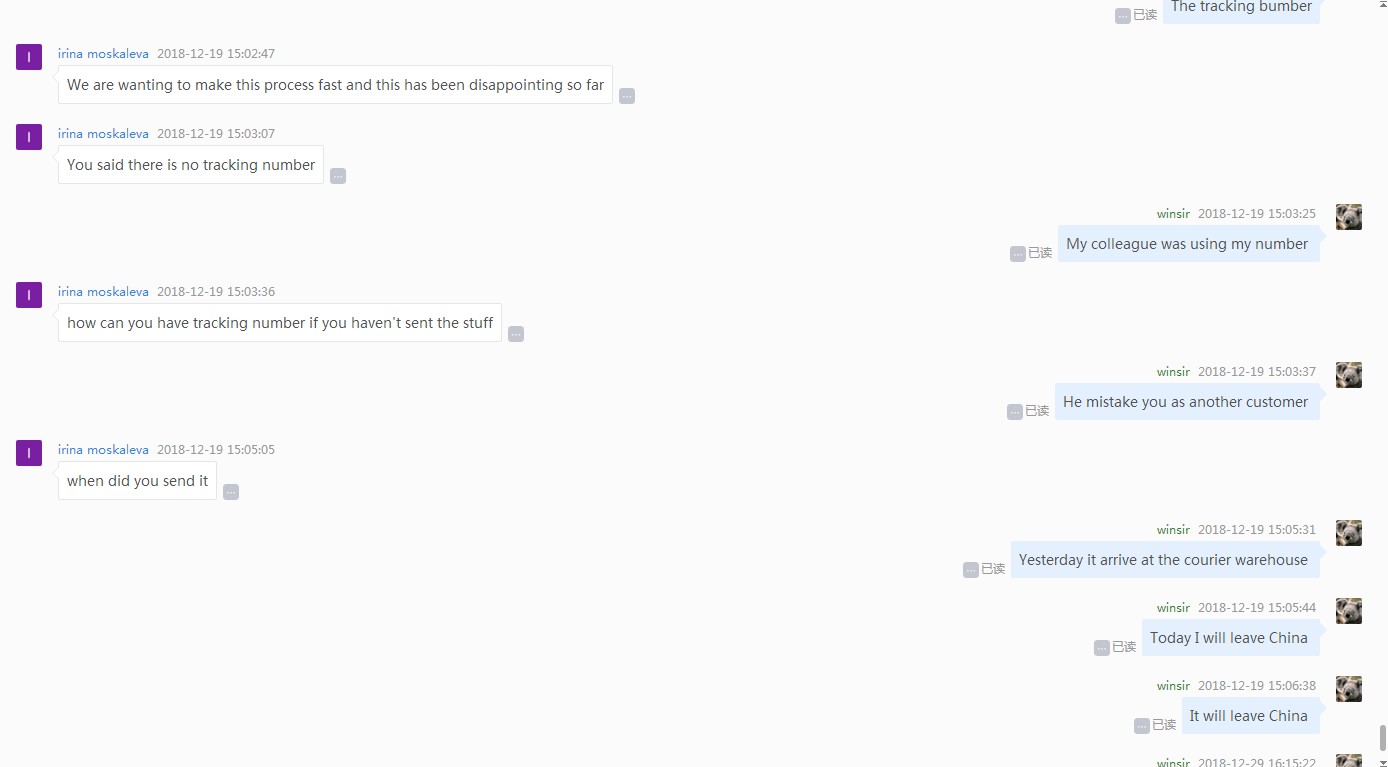 The tracking bumber
已读
I
irina moskaleva 2018-12-19 15:02:47
We are wanting to make this process fast and this has been disappointing so far
I
irina moskaleva 2018-12-19 15:03:07
You said there is no tracking number
winsir 2018-12-19 15:03:25
My colleague was using my number
已读
I
irina moskaleva 2018-12-19 15:03:36
how can you have tracking number if you haven't sent the stuff
winsir 2018-12-19 15:03:37
He mistake you as another customer
已读
I
irina moskaleva 2018-12-19 15:05:05
when did you send it
winsir 2018-12-19 15:05:31
Yesterday it arrive at the courier warehouse
已读
winsir 2018-12-19 15:05:44
Today I will leave China
已读
winsir 2018-12-19 15:06:38
It will leave China
已读
winsir 2018-12-29 16:15:22